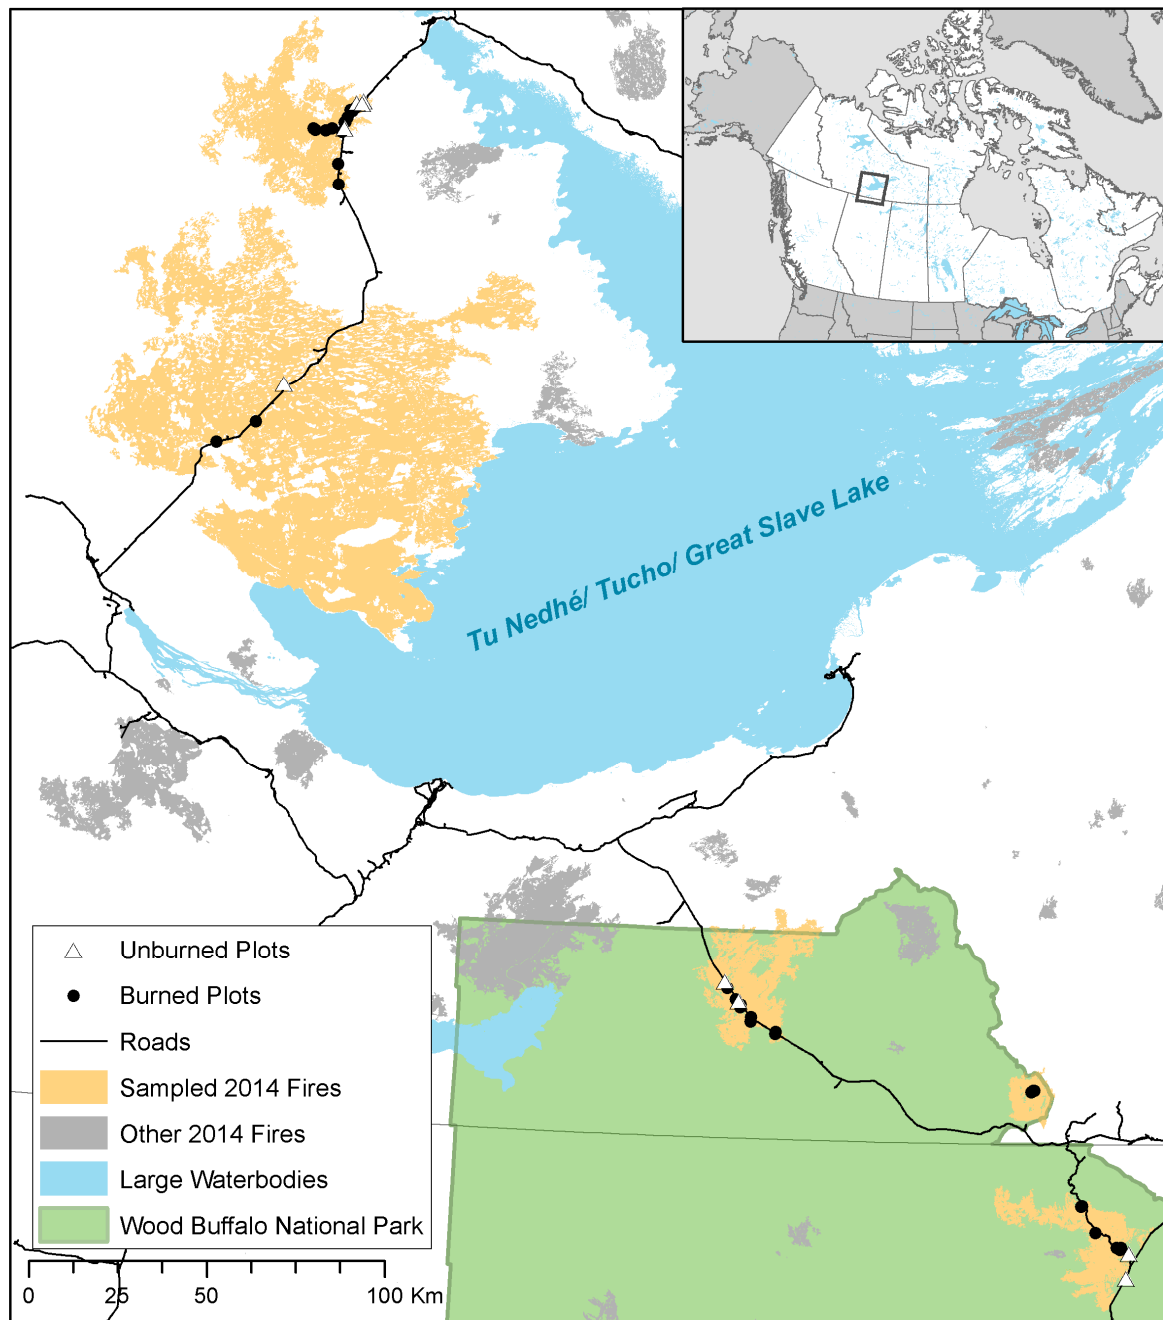 Tu Nedhé/ Tucho/ Great Slave Lake
Unburned Plots
Burned Plots
Roads
Sampled 2014 Fires
Other 2014 Fires
Large Waterbodies
Wood Buffalo National Park
0 25 50 100 Km